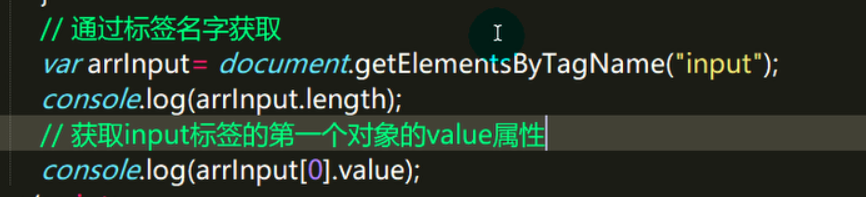 // 通过标签名字获取
var arrInput= document.getElementsByTagName("input");
console.log(arrInput.length);
// 获取input标签的第一个对象的value属性
console.log(arrInput[0].value);